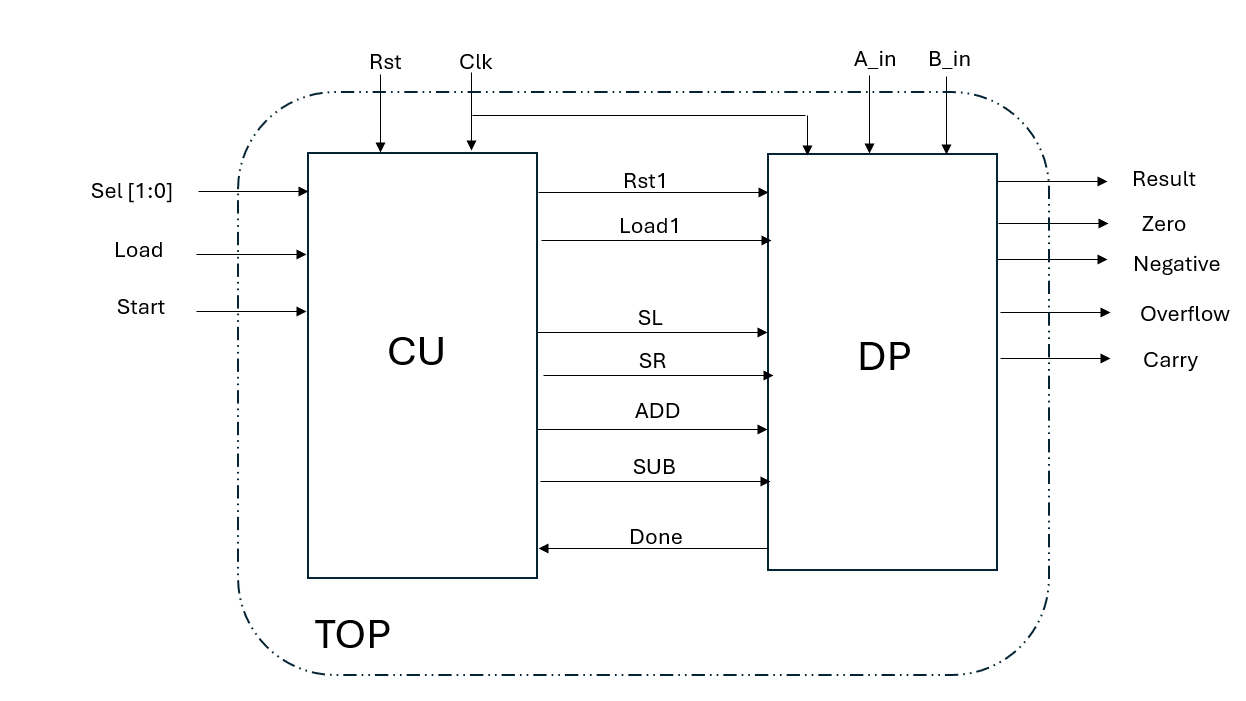 Rst
Clk
A_in
B_in
Sel [1:0]
Load
Start
CU
Rst1
Load1
SL
SR
ADD
SUB
Done
DP
Result
Zero
Negative
Overflow
Carry
TOP